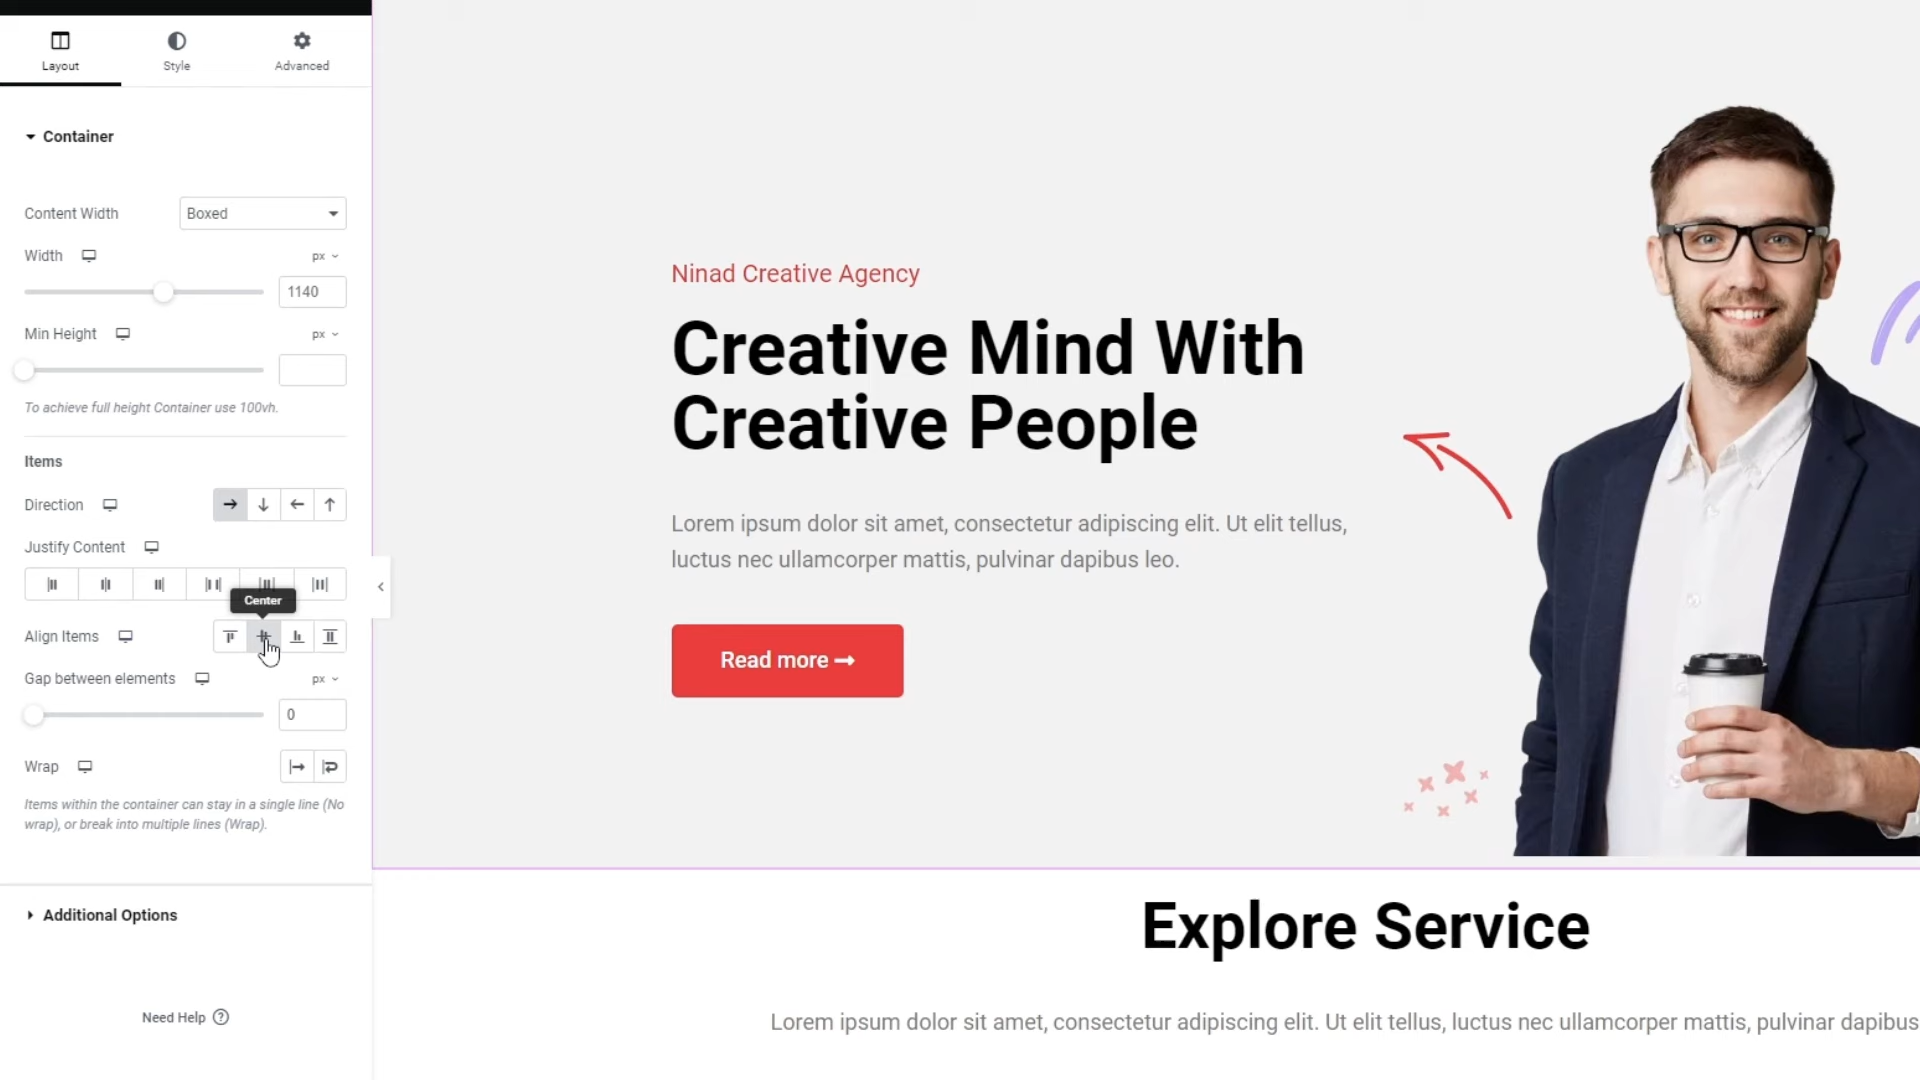 Layout
Style
Advanced
Container
Content Width
Boxed
Width
px
1140
Min Height
px
To achieve full height Container use 100vh.
Items
Direction
Justify Content
Center
Align Items
Gap between elements
px
0
Wrap
Items within the container can stay in a single line (No
wrap), or break into multiple lines (Wrap).
Additional Options
Need Help
Ninad Creative Agency
Creative Mind With
Creative People
Lorem ipsum dolor sit amet, consectetur adipiscing elit. Ut elit tellus,
luctus nec ullamcorper mattis, pulvinar dapibus leo.
Read more
Explore Service
Lorem ipsum dolor sit amet, consectetur adipiscing elit. Ut elit tellus, luctus nec ullamcorper mattis, pulvinar dapibus